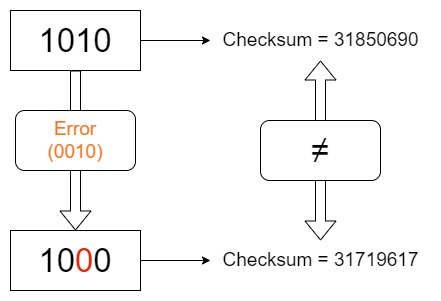 1010
Checksum = 31850690
Error
(0010)
≠
1000
Checksum = 31719617